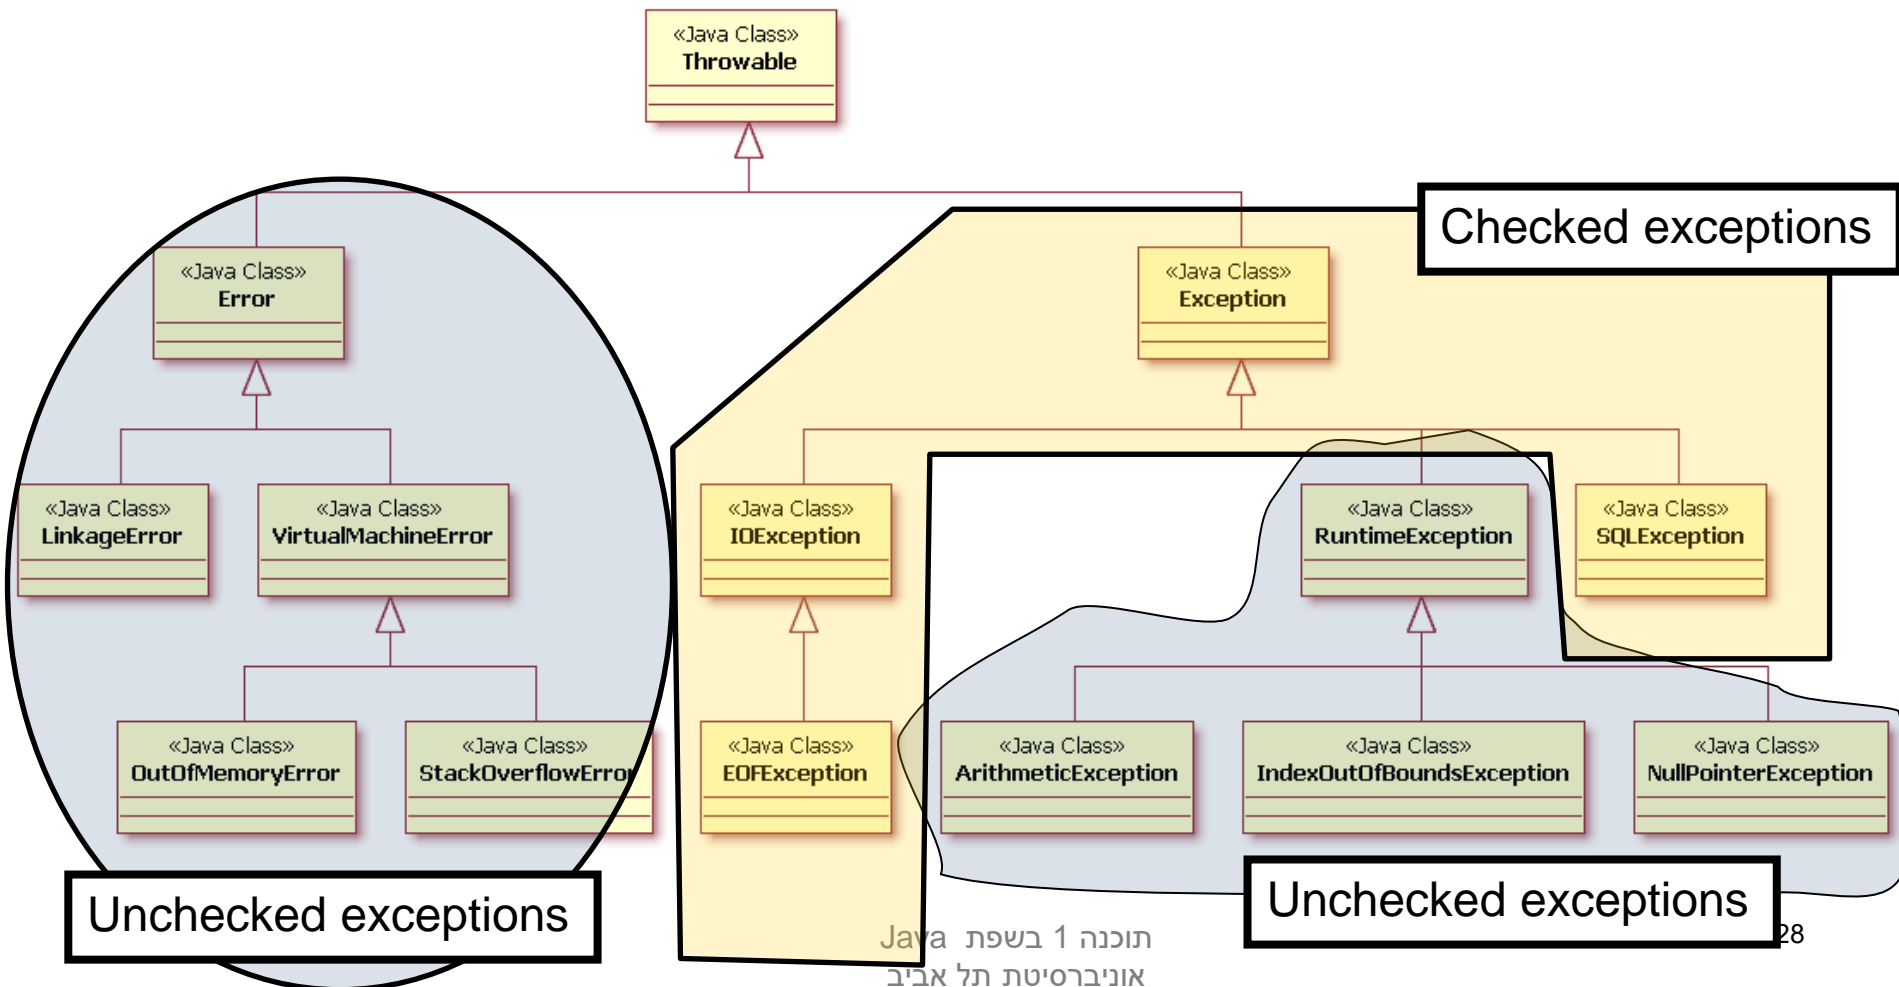 «Java Class»
Throwable
Checked exceptions
«Java Class»
Error
«Java Class»
Exception
«Java Class»
LinkageError
«Java Class»
VirtualMachineError
«Java Class»
IOException
«Java Class»
RuntimeException
«Java Class»
SQLException
«Java Class»
OutOfMemoryError
«Java Class»
StackOverflowError
«Java Class»
EOFException
«Java Class»
ArithmeticException
«Java Class»
IndexOutOfBoundsException
«Java Class»
NullPointerException
Unchecked exceptions
Unchecked exceptions
תוכנה 1 בשפת Java
אוניברסיטת תל אביב
28